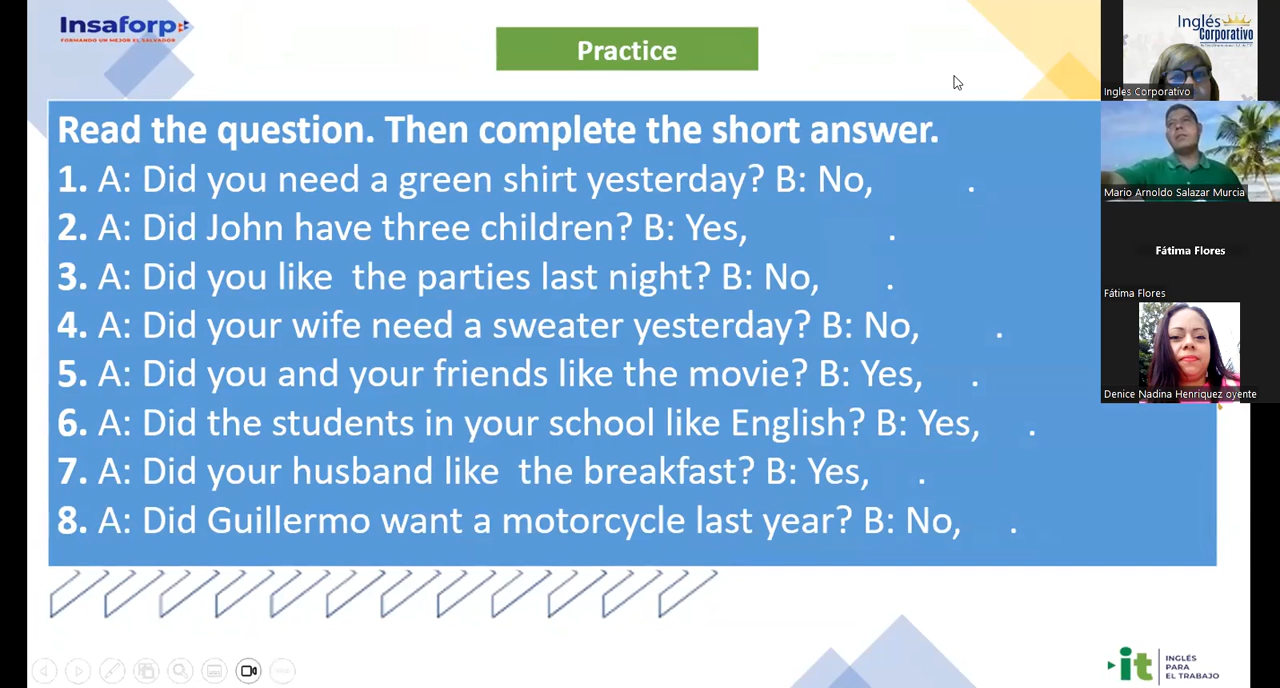 Insaforp
FORMANDO UN MEJOR EL SALVADOR
Practice
Read the question. Then complete the short answer.
1. A: Did you need a green shirt yesterday? B: No, .
2. A: Did John have three children? B: Yes, .
3. A: Did you like the parties last night? B: No, .
4. A: Did your wife need a sweater yesterday? B: No, .
5. A: Did you and your friends like the movie? B: Yes, .
6. A: Did the students in your school like English? B: Yes, .
7. A: Did your husband like the breakfast? B: Yes, .
8. A: Did Guillermo want a motorcycle last year? B: No, .
Inglés
Corporativo
Ingles Corporativo
Mario Arnoldo Salazar Murcia
Fátima Flores
Fátima Flores
Denice Nadina Henriquez oyente
it
INGLÉS
PARA
EL TRABAJO